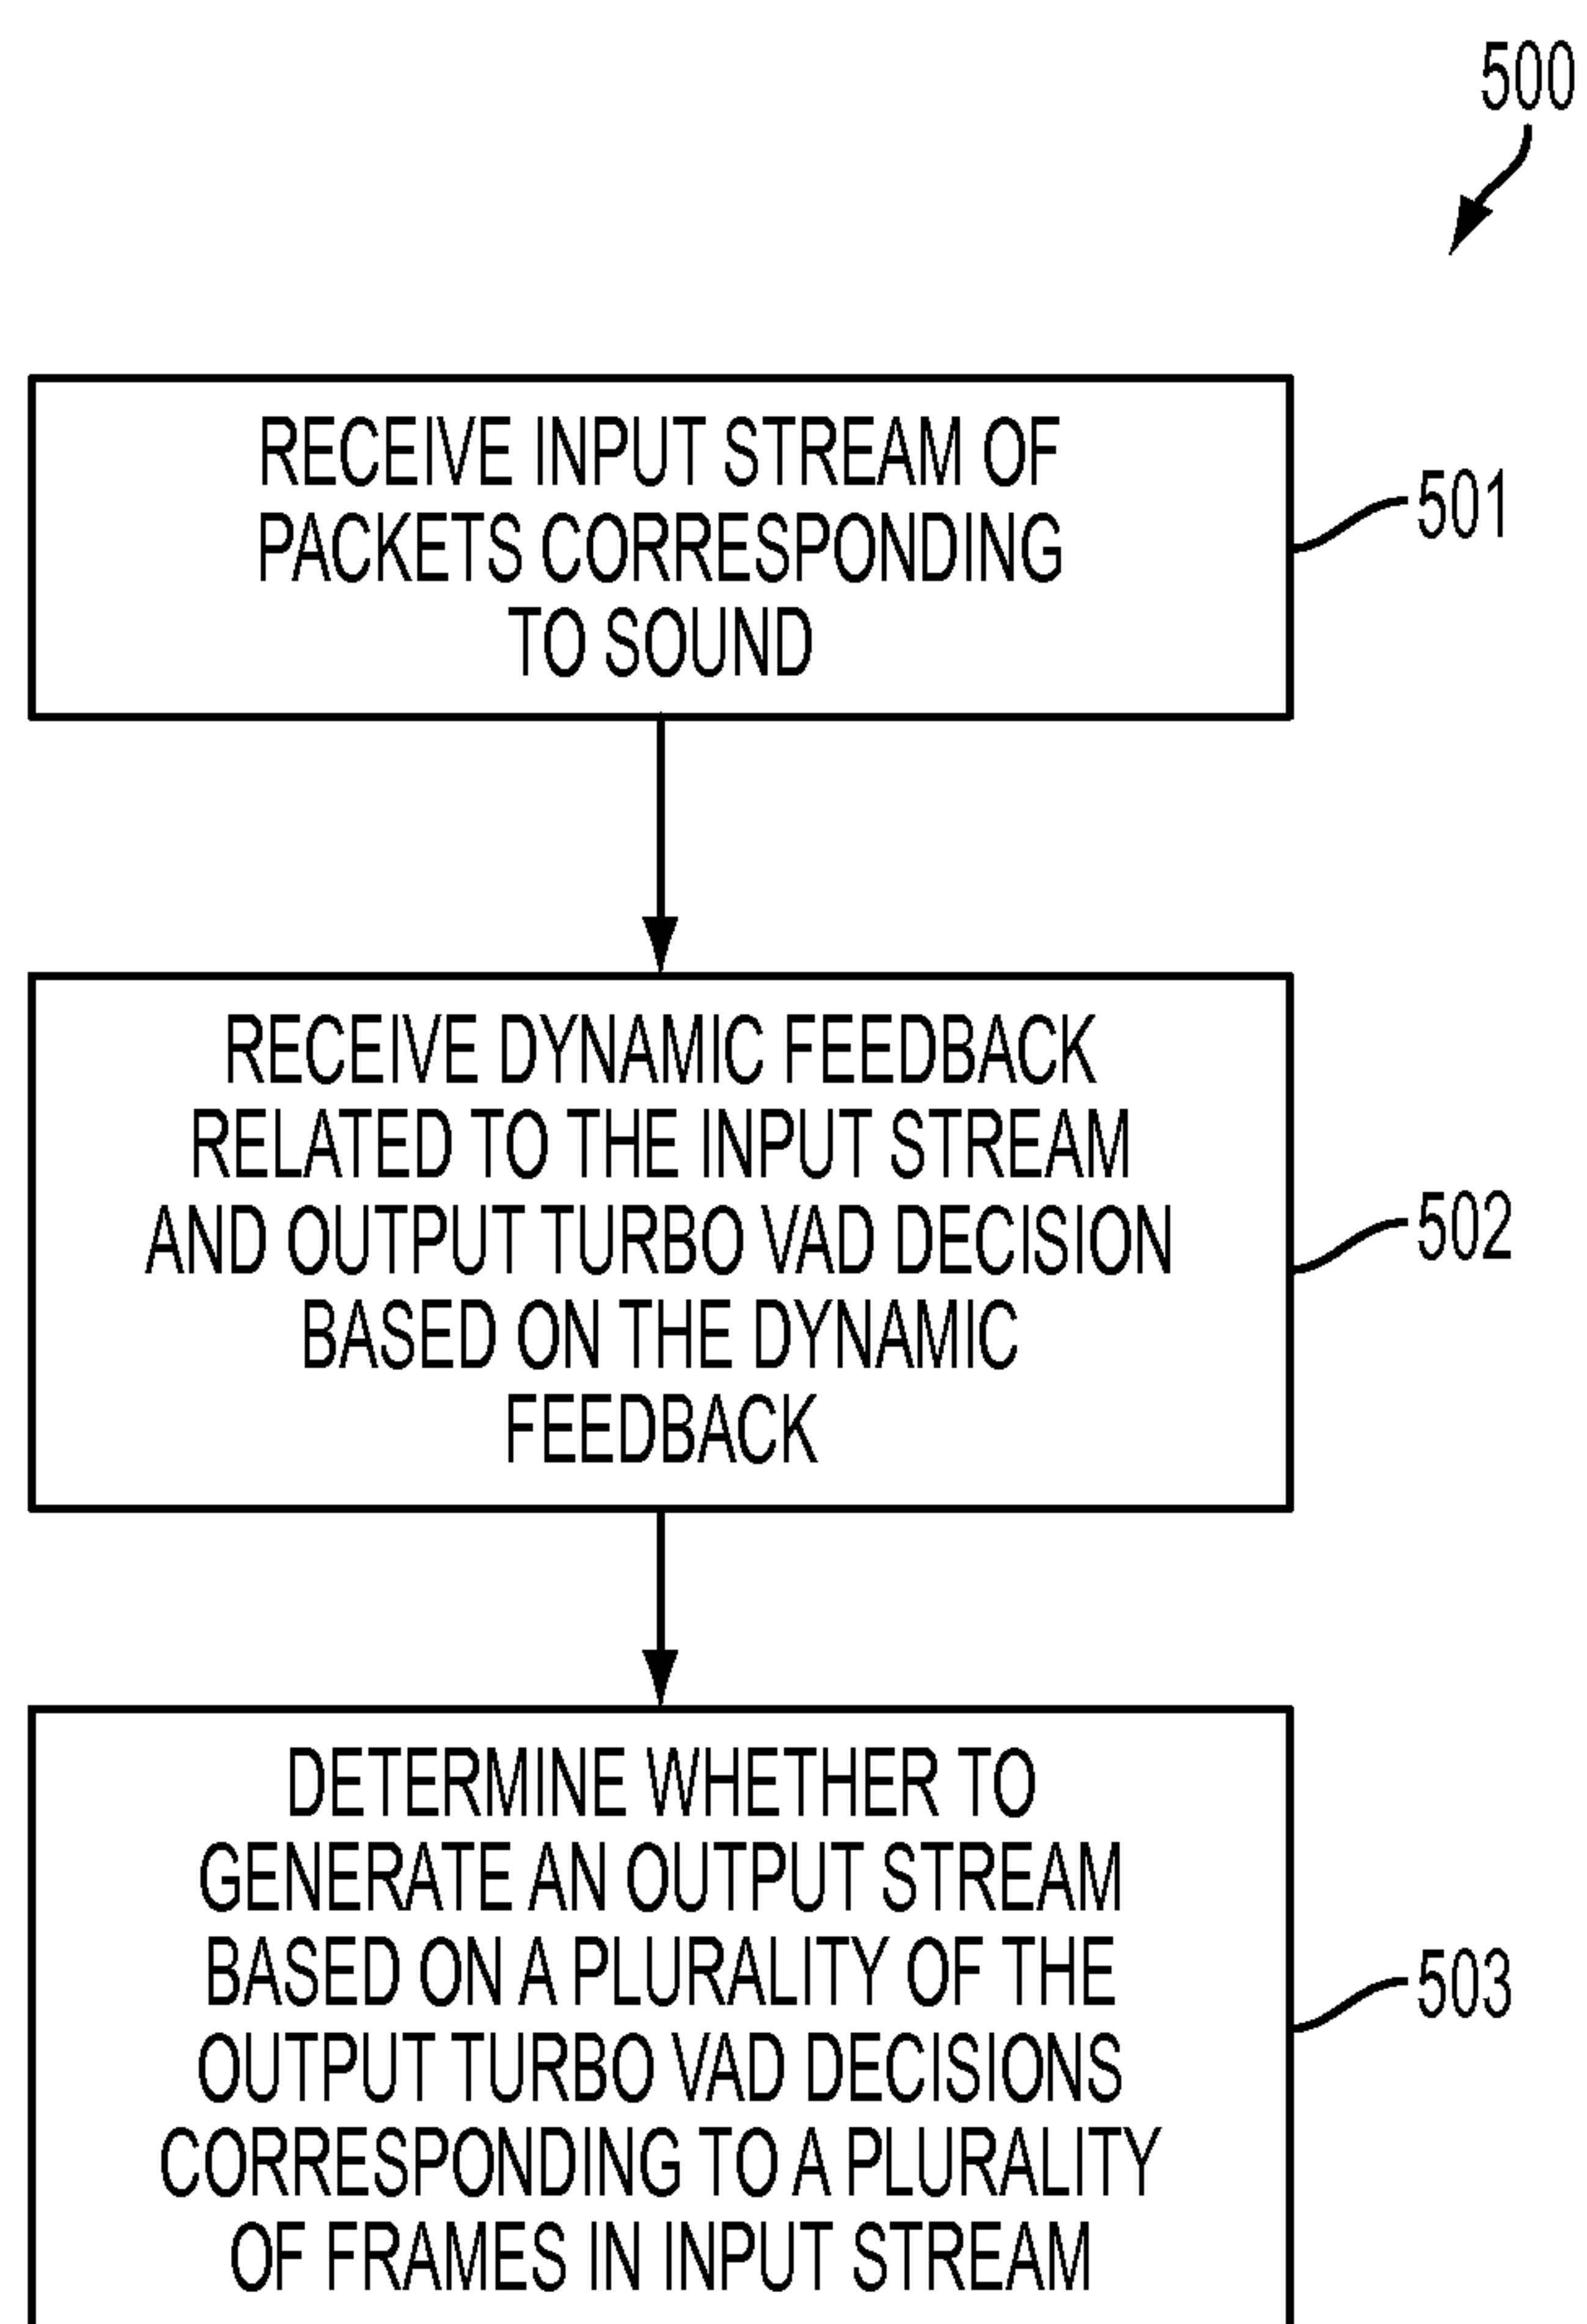 500
RECEIVE INPUT STREAM OF
PACKETS CORRESPONDING
TO SOUND
501
RECEIVE DYNAMIC FEEDBACK
RELATED TO THE INPUT STREAM
AND OUTPUT TURBO VAD DECISION
BASED ON THE DYNAMIC
FEEDBACK
502
DETERMINE WHETHER TO
GENERATE AN OUTPUT STREAM
BASED ON A PLURALITY OF THE
OUTPUT TURBO VAD DECISIONS
CORRESPONDING TO A PLURALITY
OF FRAMES IN INPUT STREAM
503